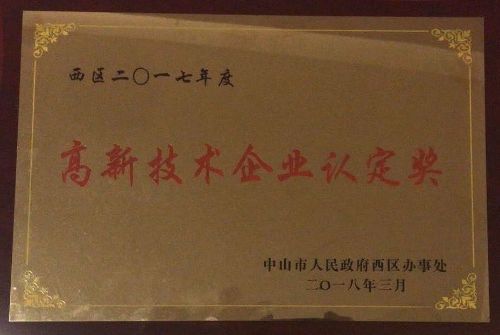 西区二〇一七年度
高新技术企业认定奖
中山市人民政府西区办事处
二〇一八年三月